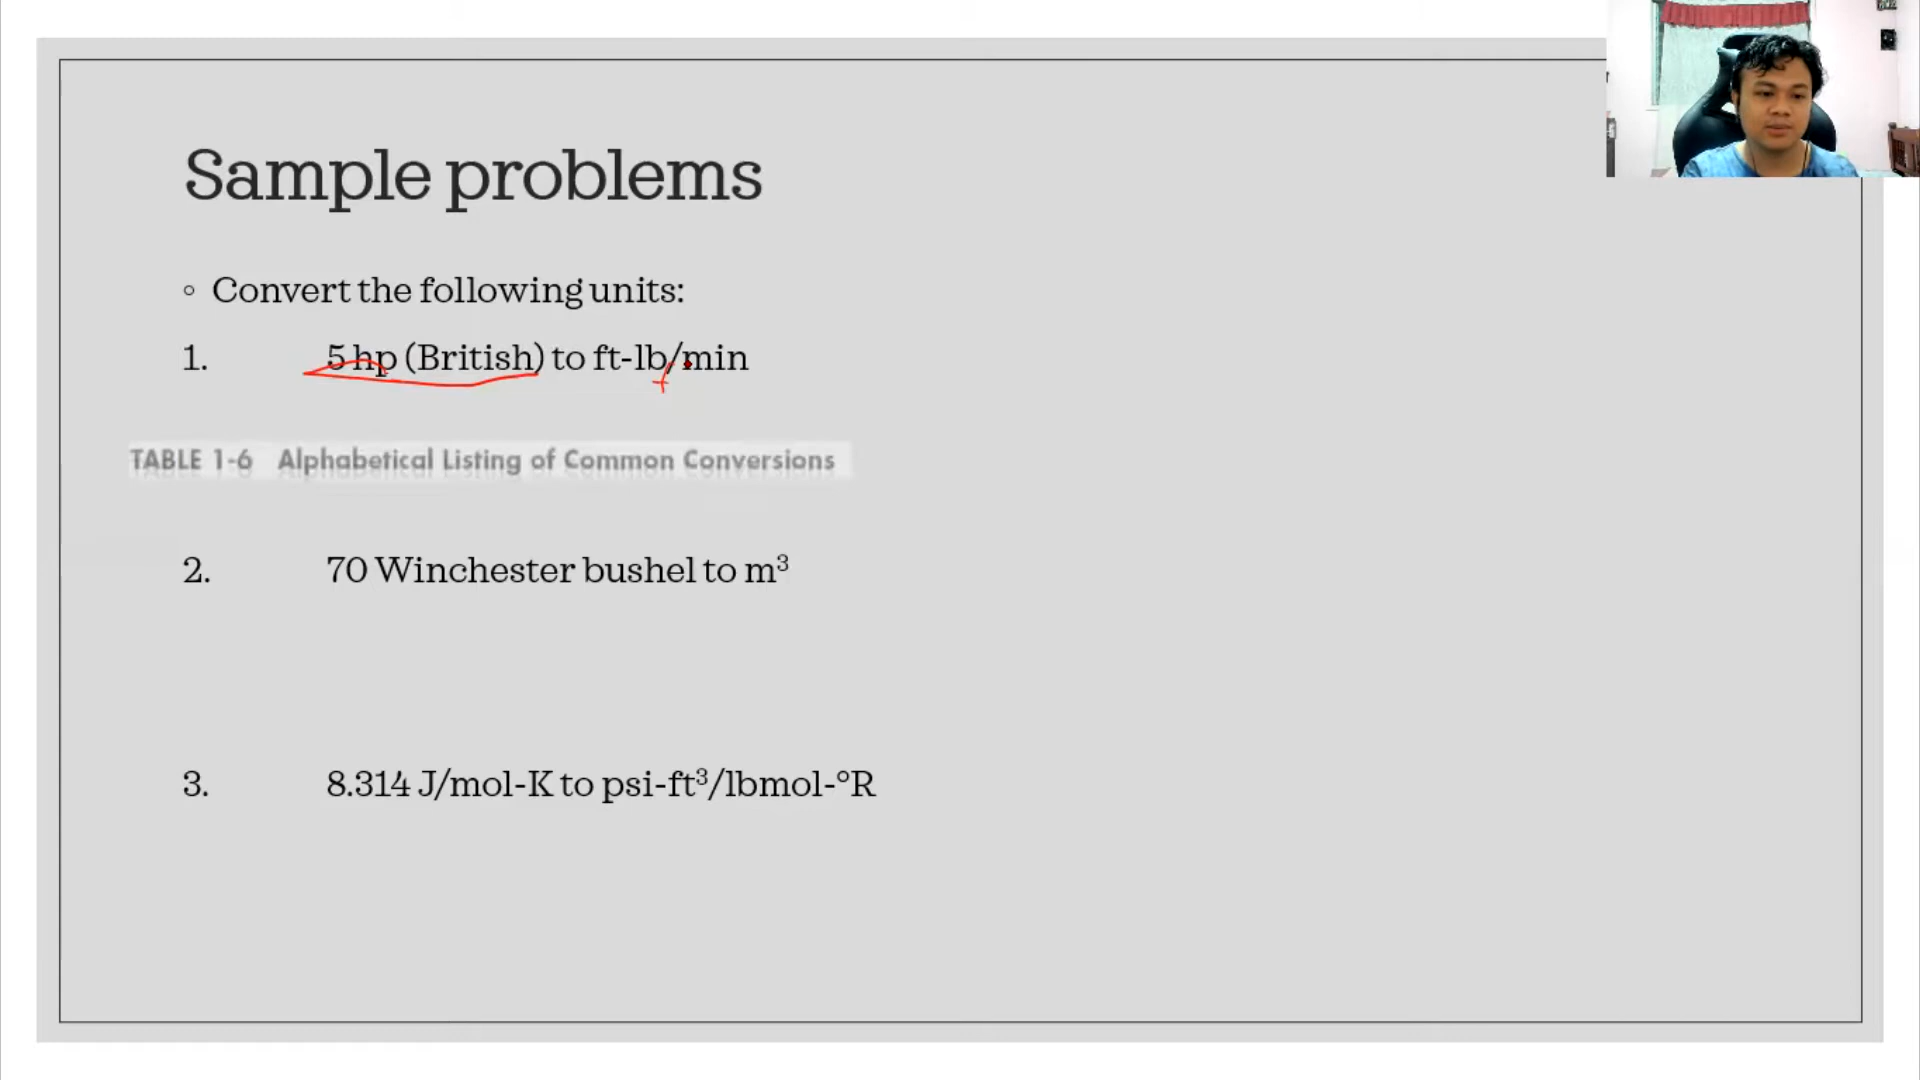 Sample problems
◦ Convert the following units:
1. 5 hp (British) to ft-lbf/min
TABLE 1-6 Alphabetical Listing of Common Conversions
2. 70 Winchester bushel to m³
3. 8.314 J/mol-K to psi-ft³/lbmol-°R